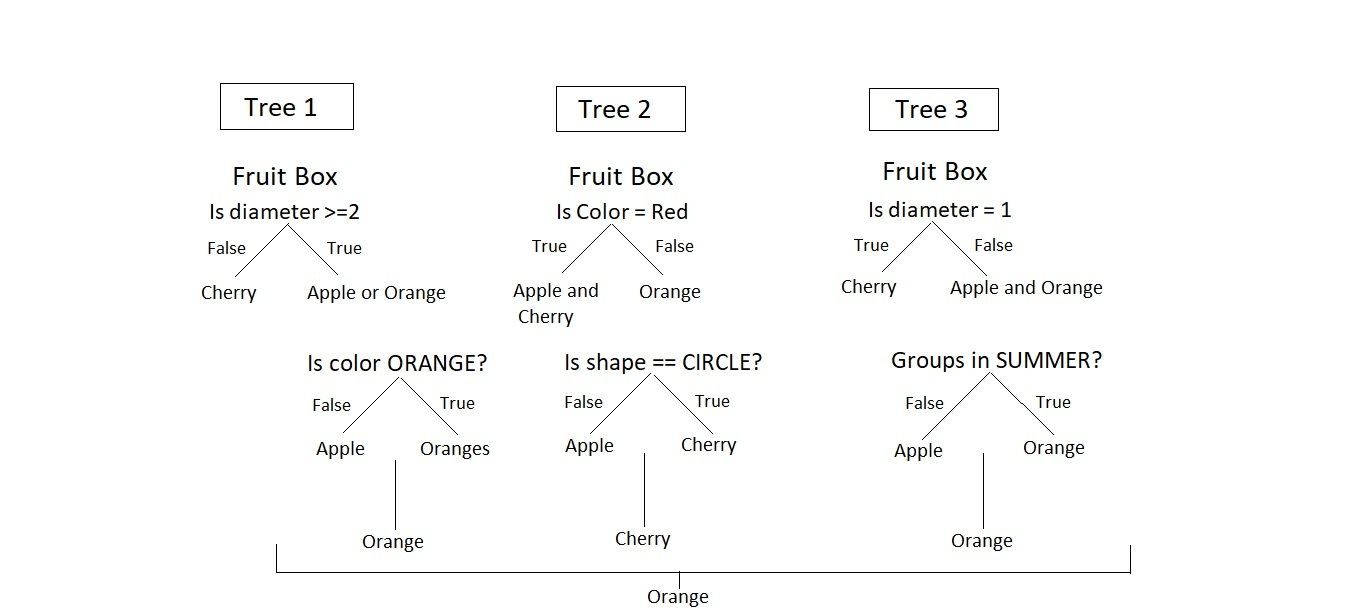 Tree 1
Tree 2
Tree 3
Fruit Box
Fruit Box
Fruit Box
Is diameter >=2
Is Color = Red
Is diameter = 1
False
True
True
False
True
False
Cherry
Apple or Orange
Apple and
Cherry
Orange
Cherry
Apple and Orange
Is color ORANGE?
Is shape == CIRCLE?
Groups in SUMMER?
False
True
False
True
False
True
Apple
Oranges
Apple
Cherry
Apple
Orange
Orange
Cherry
Orange
Orange